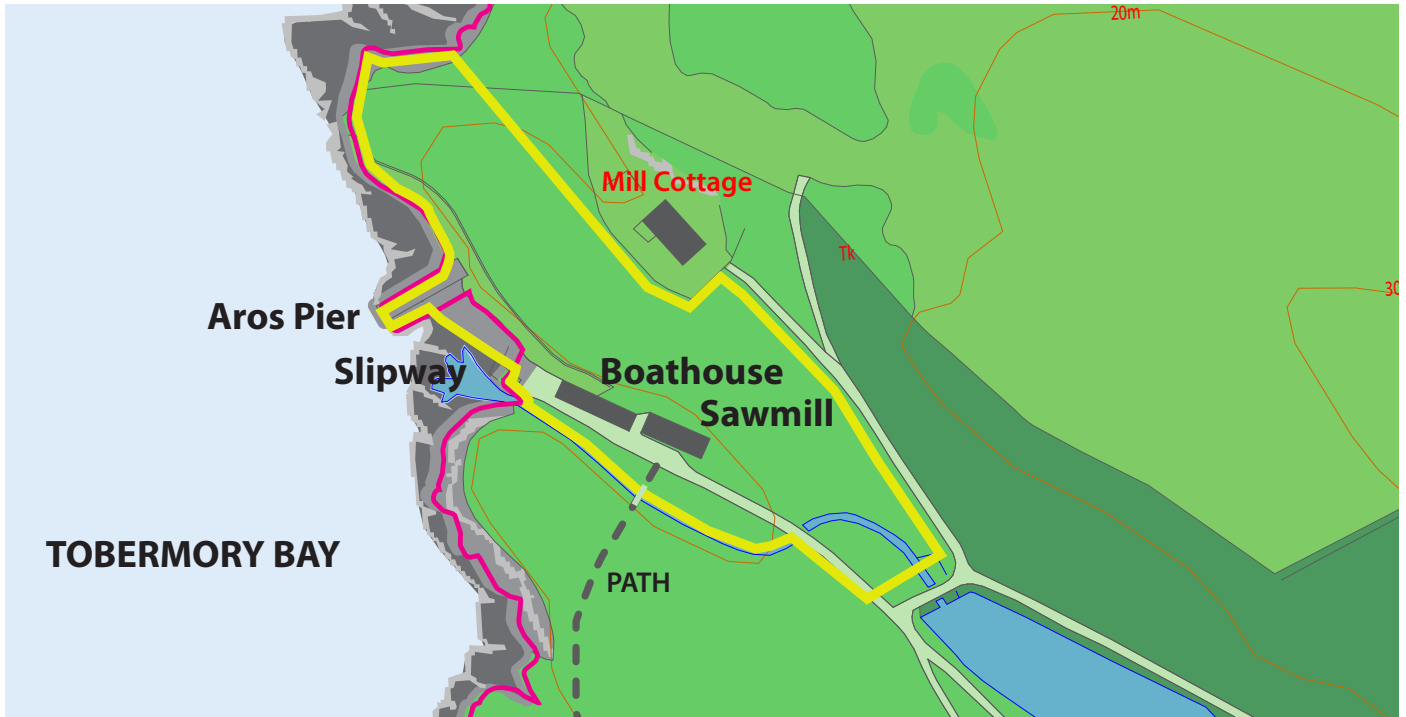 20m
Mill Cottage
Tk
30
Aros Pier
Slipway
Boathouse
Sawmill
TOBERMORY BAY
PATH